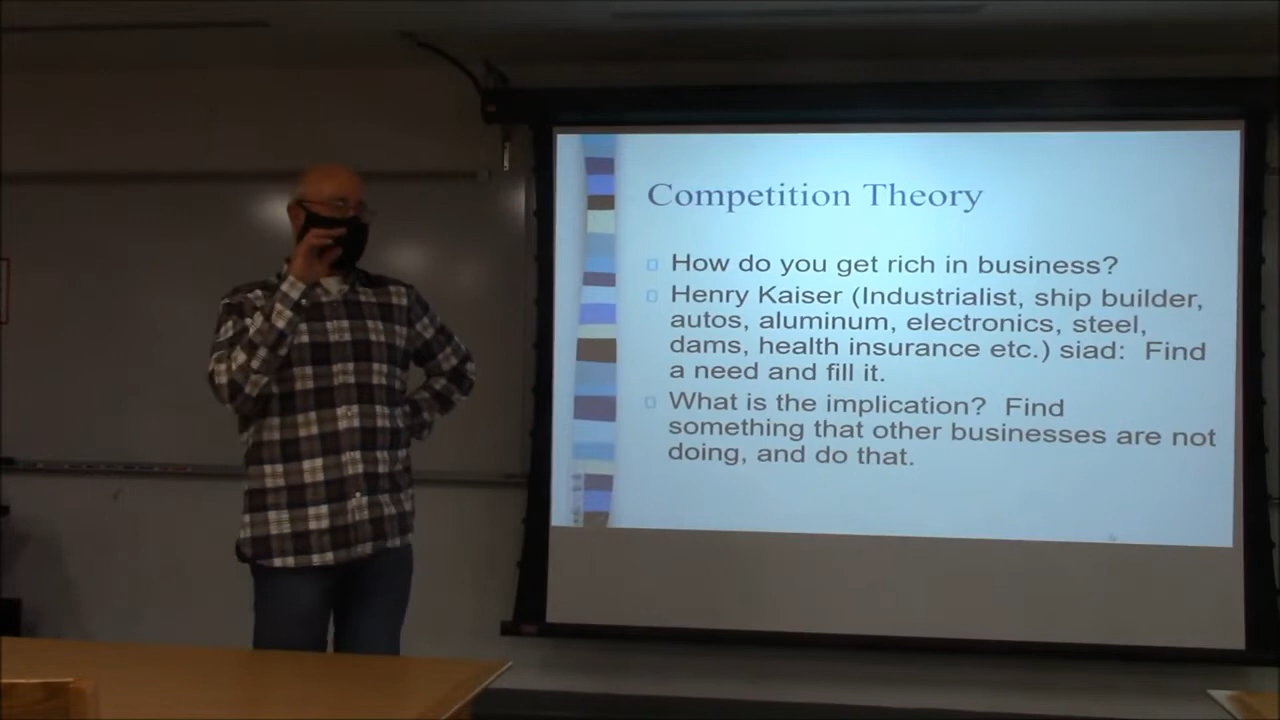 Competition Theory
How do you get rich in business?
Henry Kaiser (Industrialist, ship builder,
autos, aluminum, electronics, steel,
dams, health insurance etc.) siad: Find
a need and fill it.
What is the implication? Find
something that other businesses are not
doing, and do that.